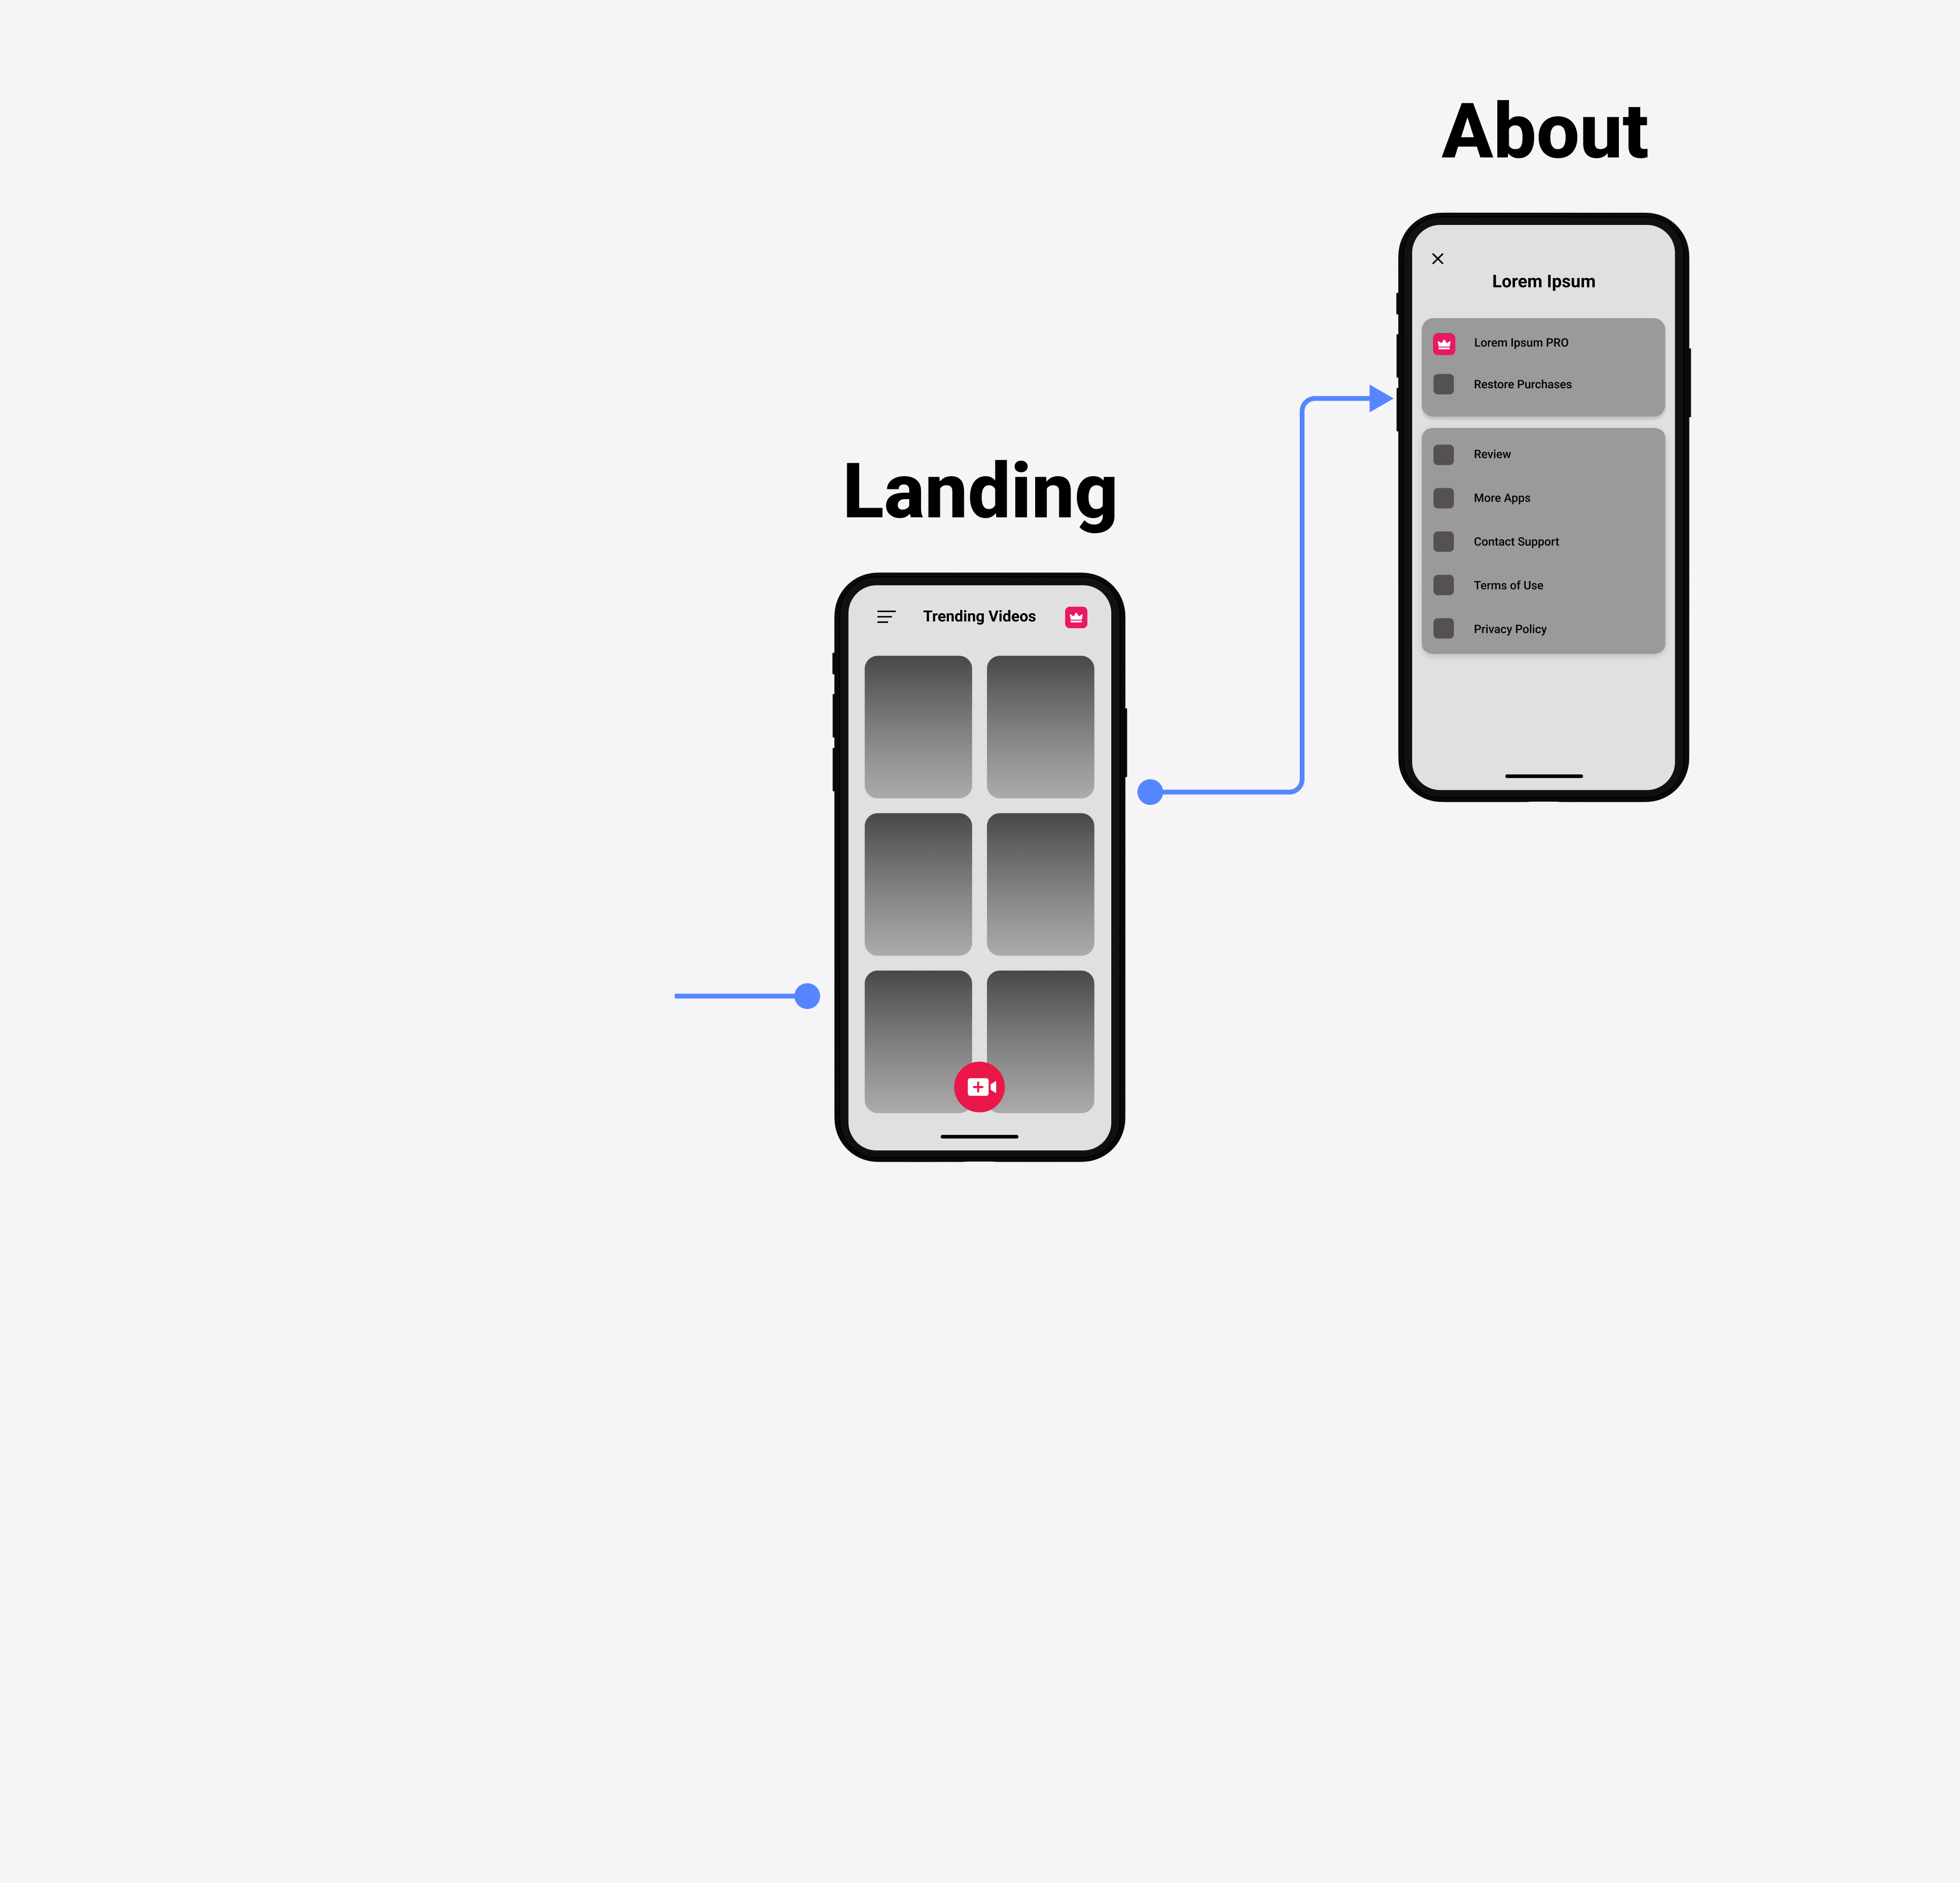 About
Lorem Ipsum
Lorem Ipsum PRO
Restore Purchases
Review
More Apps
Contact Support
Terms of Use
Privacy Policy
Landing
Trending Videos